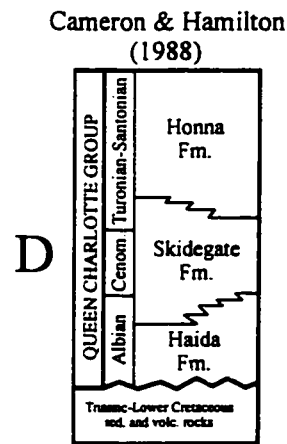 Cameron & Hamilton
(1988)
D
QUEEN CHARLOTTE GROUP
Turonian-Santonian
Honna
Fm.
Cenom.
Skidegate
Fm.
Albian
Haida
Fm.
Triassic-Lower Cretaceous
sed. and volc. rocks